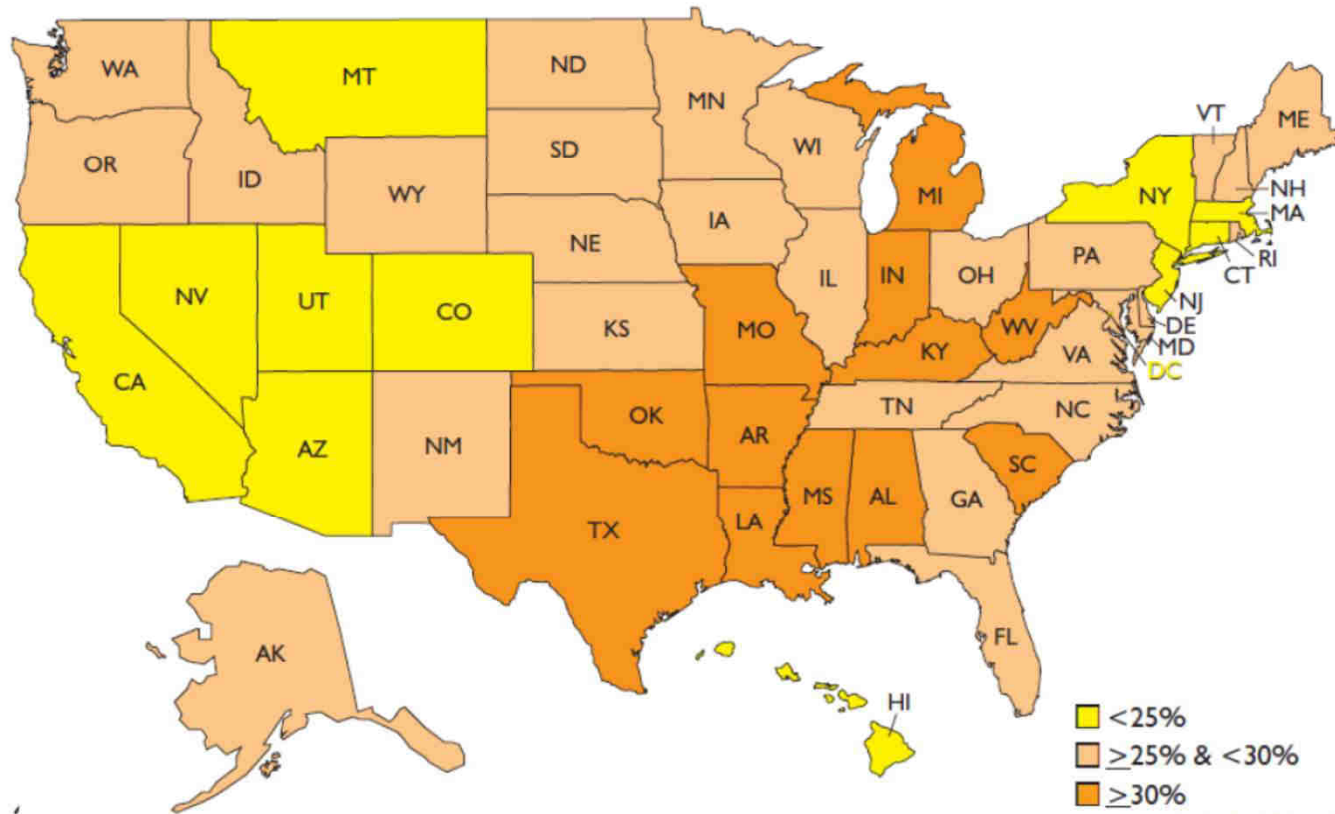 WA
MT
ND
MN
VT
ME
OR
ID
SD
WI
MI
NY
NH
MA
WY
IA
NE
PA
RI
CT
NV
UT
CO
IL
IN
OH
NJ
KS
MO
WV
DE
MD
KY
VA
DC
CA
TN
NC
AZ
NM
OK
AR
SC
MS
AL
GA
TX
LA
AK
FL
HI
<25%
≥25% & <30%
≥30%